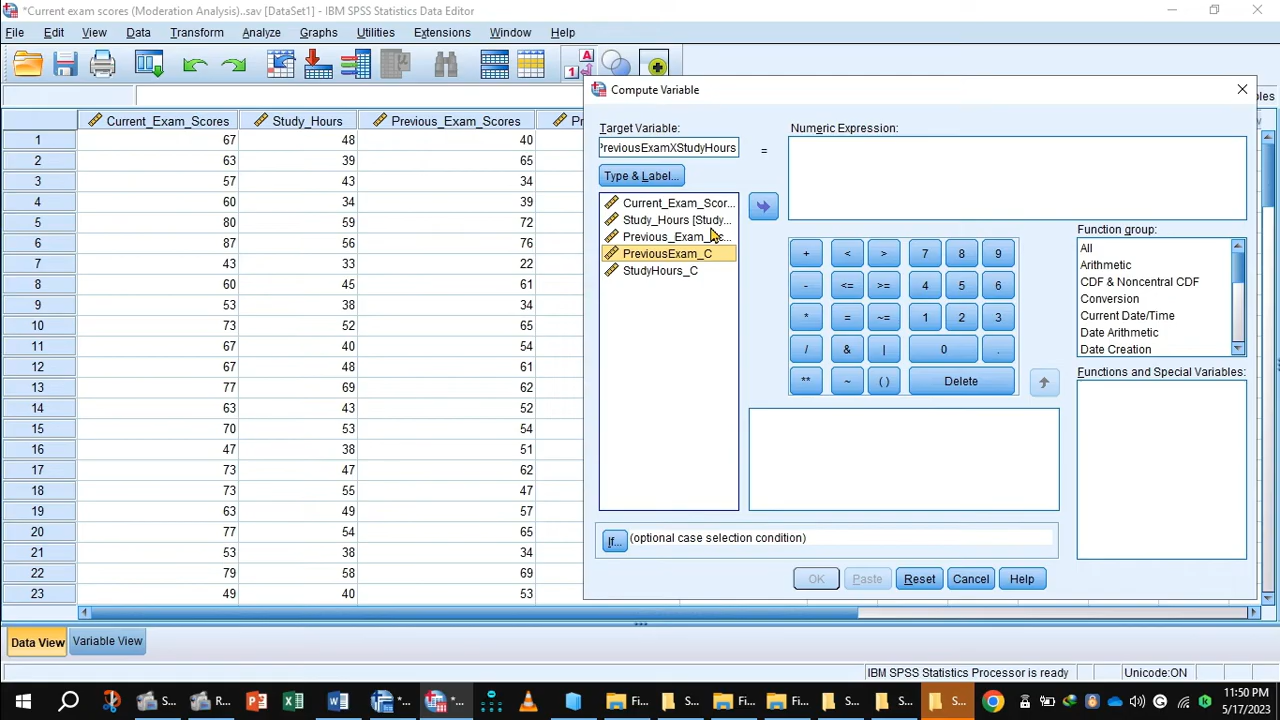 *Current exam scores (Moderation Analysis)..sav [DataSet1] - IBM SPSS Statistics Data Editor
File Edit View Data Transform Analyze Graphs Utilities Extensions Window Help
Compute Variable
Target Variable:
PreviousExamXStudyHours
=
Numeric Expression:
Type & Label...
Current_Exam_Scor...
Study_Hours [Study...
Previous_Exam_Sc...
PreviousExam_C
StudyHours_C
+ < > 7 8 9
- <= >= 4 5 6
* = ~= 1 2 3
/ & | 0 .
** ~ ( ) Delete
Function group:
All
Arithmetic
CDF & Noncentral CDF
Conversion
Current Date/Time
Date Arithmetic
Date Creation
Functions and Special Variables:
If... (optional case selection condition)
OK Paste Reset Cancel Help
Current_Exam_Scores Study_Hours Previous_Exam_Scores
1 67 48 40
2 63 39 65
3 57 43 34
4 60 34 39
5 80 59 72
6 87 56 76
7 43 33 22
8 60 45 61
9 53 38 34
10 73 52 65
11 67 40 54
12 67 48 61
13 77 69 62
14 63 43 52
15 70 53 54
16 47 38 51
17 73 47 62
18 73 55 47
19 63 49 57
20 77 54 65
21 53 38 34
22 79 58 69
23 49 40 53
Data View Variable View
IBM SPSS Statistics Processor is ready Unicode:ON
S... R... *... *... Fi... S... Fi... Fi... S... S... S...
11:50 PM
5/17/2023